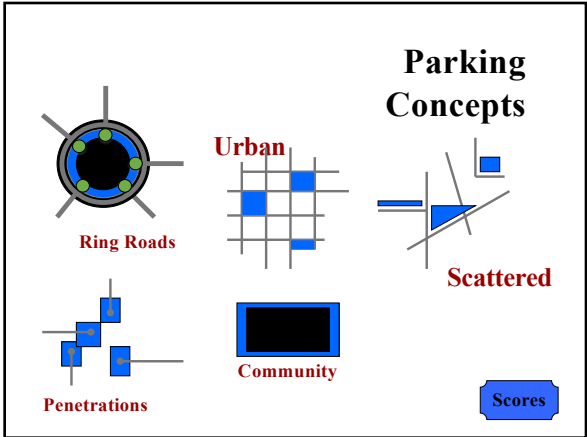 Parking
Concepts
Urban
Ring Roads
Scattered
Community
Penetrations
Scores